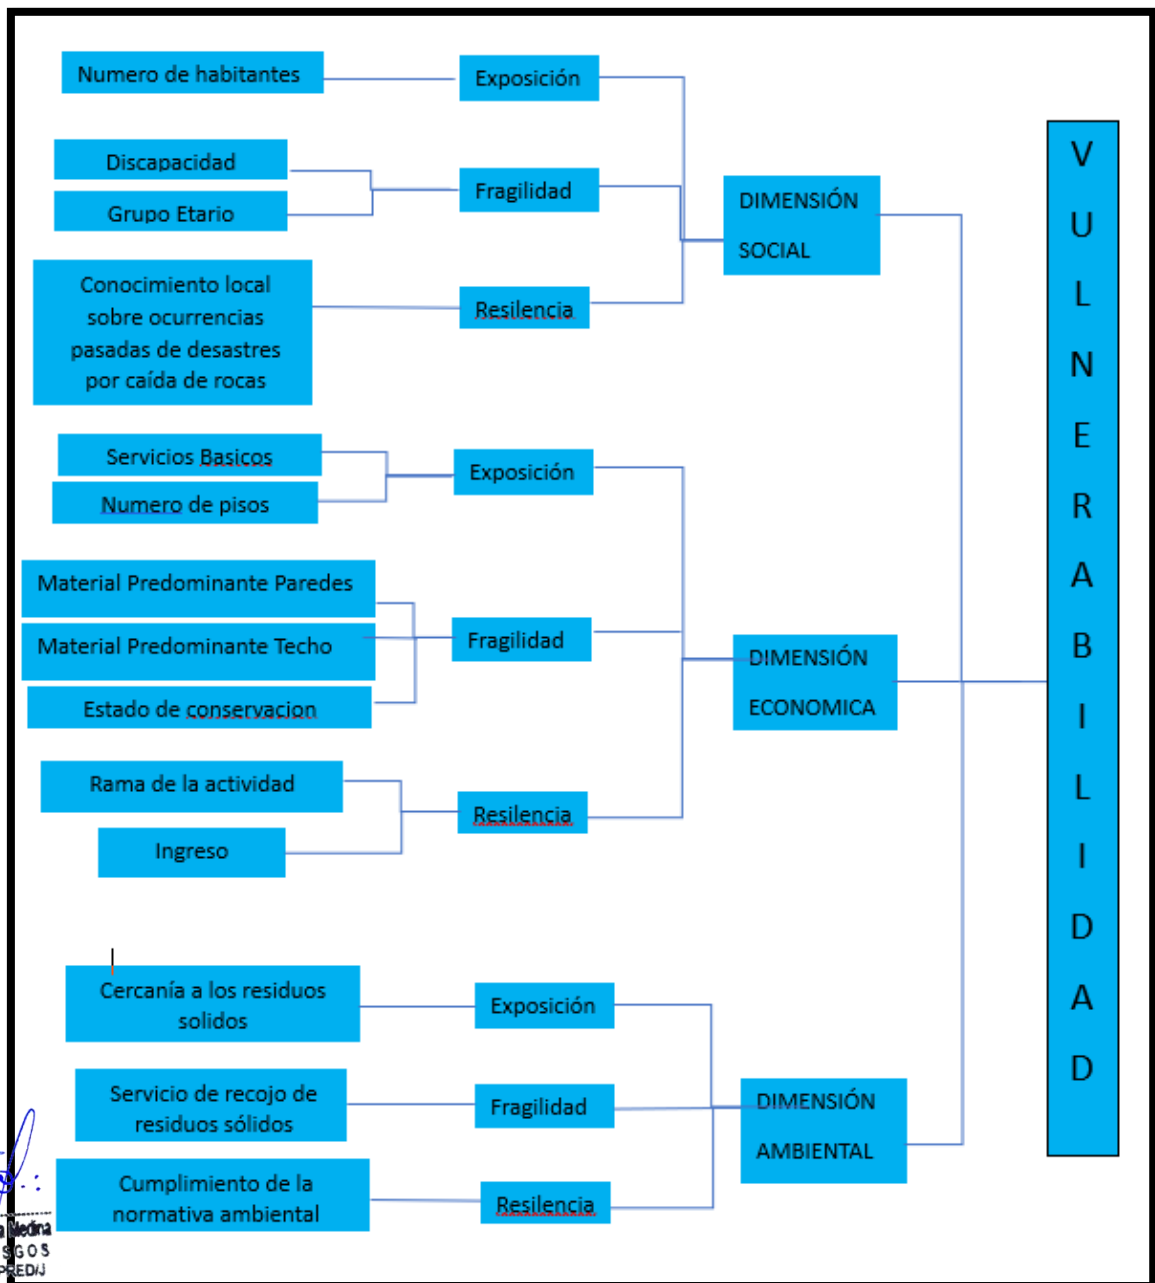 Numero de habitantes
Exposición
Discapacidad
Grupo Etario
Fragilidad
Conocimiento local
sobre ocurrencias
pasadas de desastres
por caída de rocas
Resilencia
DIMENSIÓN
SOCIAL
Servicios Basicos
Numero de pisos
Exposición
Material Predominante Paredes
Material Predominante Techo
Estado de conservacion
Fragilidad
Rama de la actividad
Ingreso
Resilencia
DIMENSIÓN
ECONOMICA
Cercanía a los residuos
solidos
Exposición
Servicio de recojo de
residuos sólidos
Fragilidad
Cumplimiento de la
normativa ambiental
Resilencia
DIMENSIÓN
AMBIENTAL
V
U
L
N
E
R
A
B
I
L
I
D
A
D
Medina